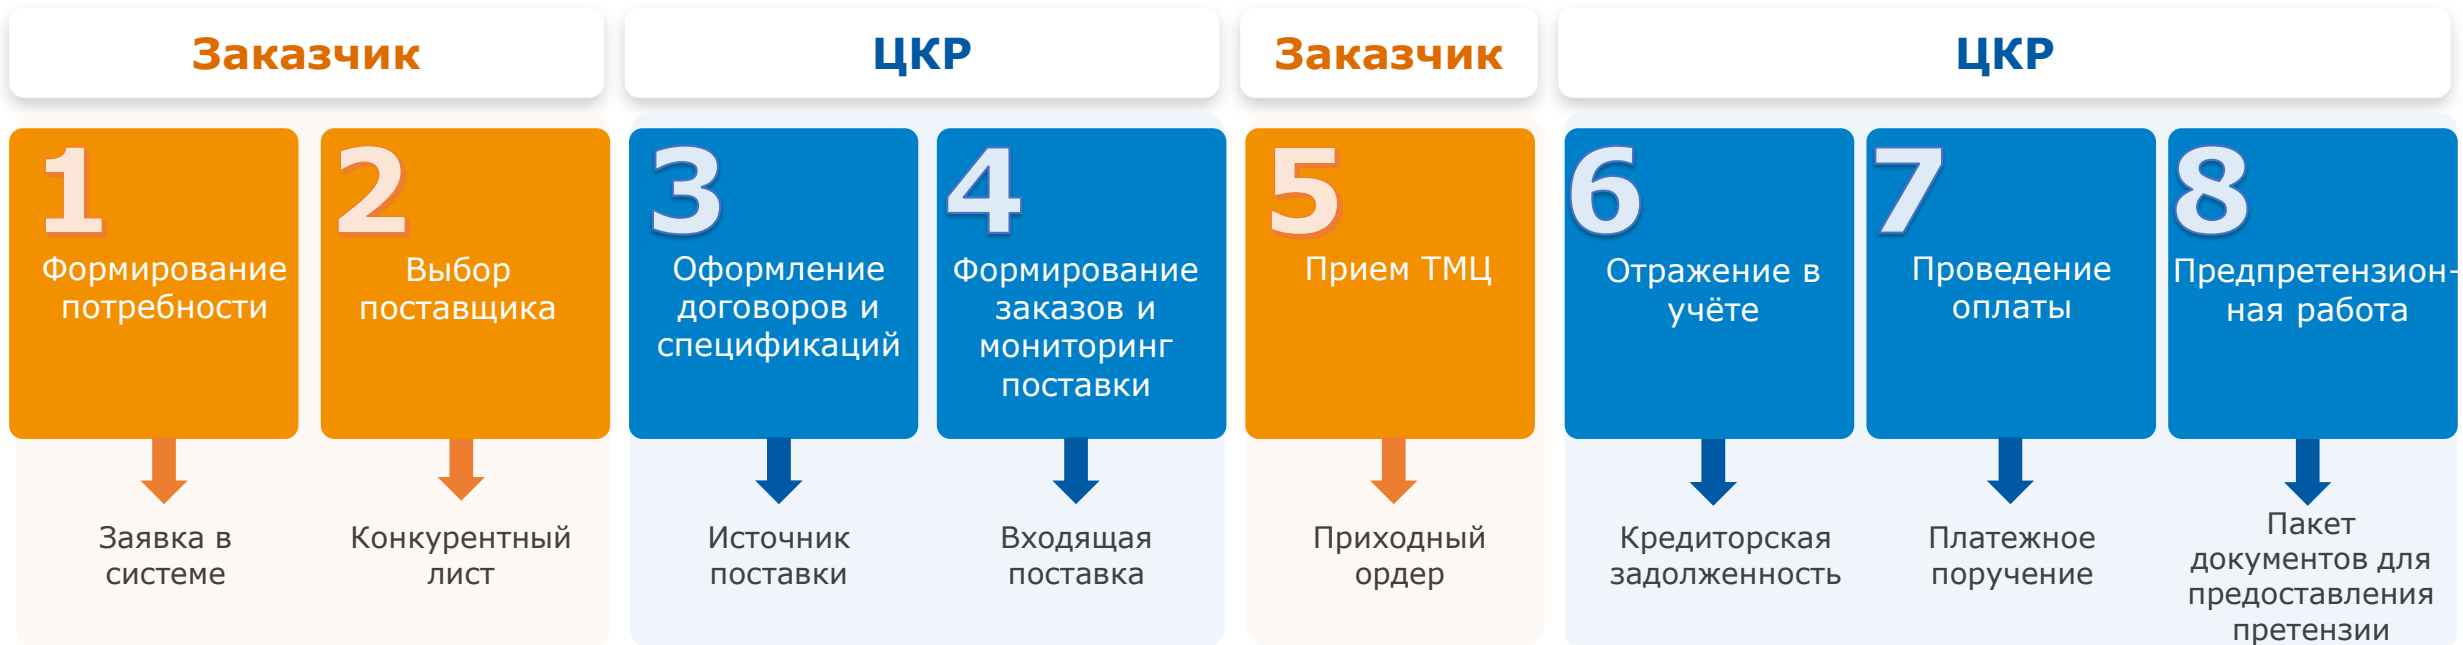 Заказчик
ЦКР
Заказчик
ЦКР
1
Формирование
потребности
2
Выбор
поставщика
3
Оформление
договоров и
спецификаций
4
Формирование
заказов и
мониторинг
поставки
5
Прием ТМЦ
6
Отражение в
учёте
7
Проведение
оплаты
8
Предпретензион-
ная работа
Заявка в
системе
Конкурентный
лист
Источник
поставки
Входящая
поставка
Приходный
ордер
Кредиторская
задолженность
Платежное
поручение
Пакет
документов для
предоставления
претензии